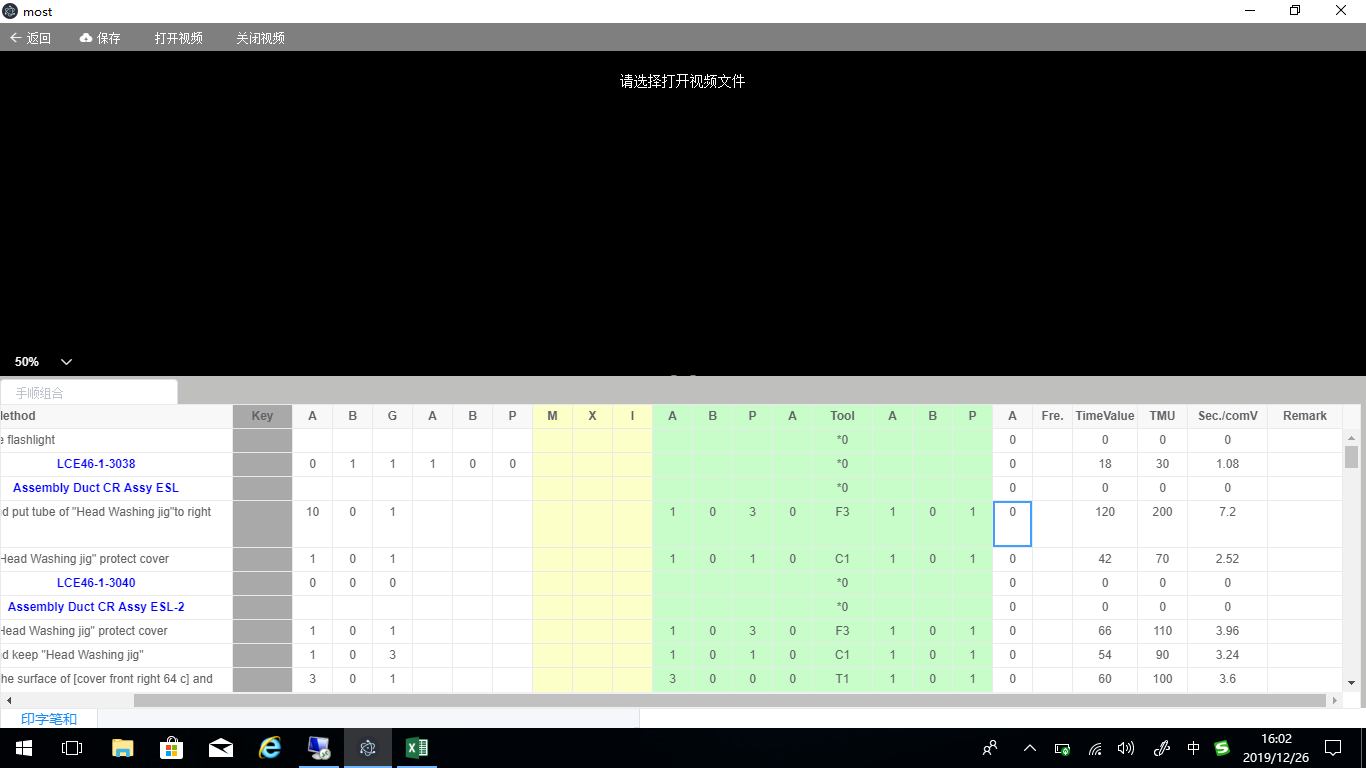 most
返回 保存 打开视频 关闭视频
请选择打开视频文件
50%
手顺组合
lethod Key A B G A B P M X I A B P A Tool A B P A Fre. TimeValue TMU Sec./comV Remark
e flashlight *0 0 0 0 0
LCE46-1-3038 0 1 1 1 0 0 *0 0 18 30 1.08
Assembly Duct CR Assy ESL *0 0 0 0 0
d put tube of "Head Washing jig"to right 10 0 1 1 0 3 0 F3 1 0 1 0 120 200 7.2
Head Washing jig" protect cover 1 0 1 1 0 1 0 C1 1 0 1 0 42 70 2.52
LCE46-1-3040 0 0 0 *0 0 0 0 0
Assembly Duct CR Assy ESL-2 *0 0 0 0 0
Head Washing jig" protect cover 1 0 1 1 0 3 0 F3 1 0 1 0 66 110 3.96
d keep "Head Washing jig" 1 0 3 1 0 1 0 C1 1 0 1 0 54 90 3.24
he surface of [cover front right 64 c] and 3 0 1 3 0 0 0 T1 1 0 1 0 60 100 3.6
印字笔和
中
16:02
2019/12/26